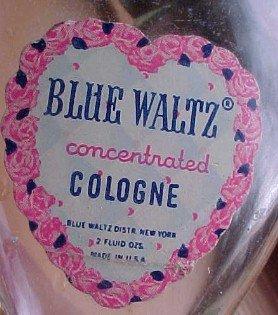 BLUE WALTZ®
concentrated
COLOGNE
BLUE WALTZ DISTR. NEW YORK
2 FLUID OZS.
MADE IN U.S.A.